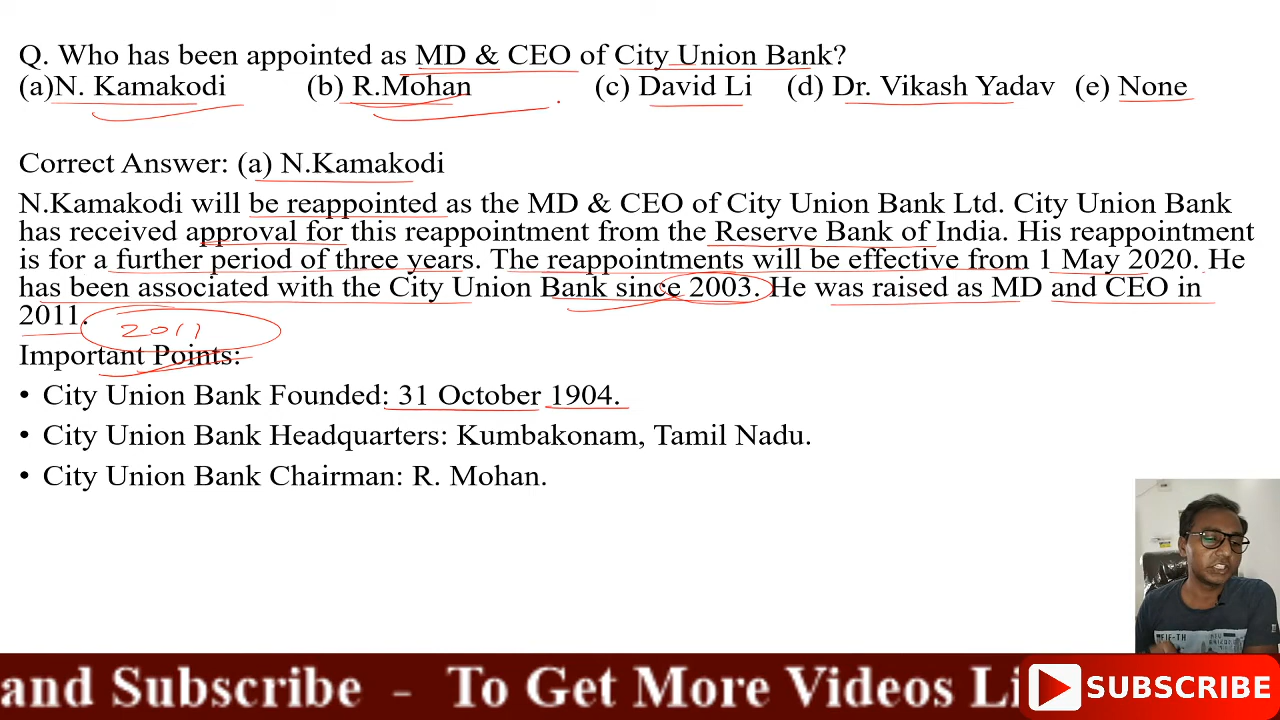 Q. Who has been appointed as MD & CEO of City Union Bank?
(a)N. Kamakodi (b) R.Mohan (c) David Li (d) Dr. Vikash Yadav (e) None
Correct Answer: (a) N.Kamakodi
N.Kamakodi will be reappointed as the MD & CEO of City Union Bank Ltd. City Union Bank
has received approval for this reappointment from the Reserve Bank of India. His reappointment
is for a further period of three years. The reappointments will be effective from 1 May 2020. He
has been associated with the City Union Bank since 2003. He was raised as MD and CEO in
2011.
2011
Important Points:
• City Union Bank Founded: 31 October 1904.
• City Union Bank Headquarters: Kumbakonam, Tamil Nadu.
• City Union Bank Chairman: R. Mohan.
and Subscribe - To Get More Videos Li
SUBSCRIBE